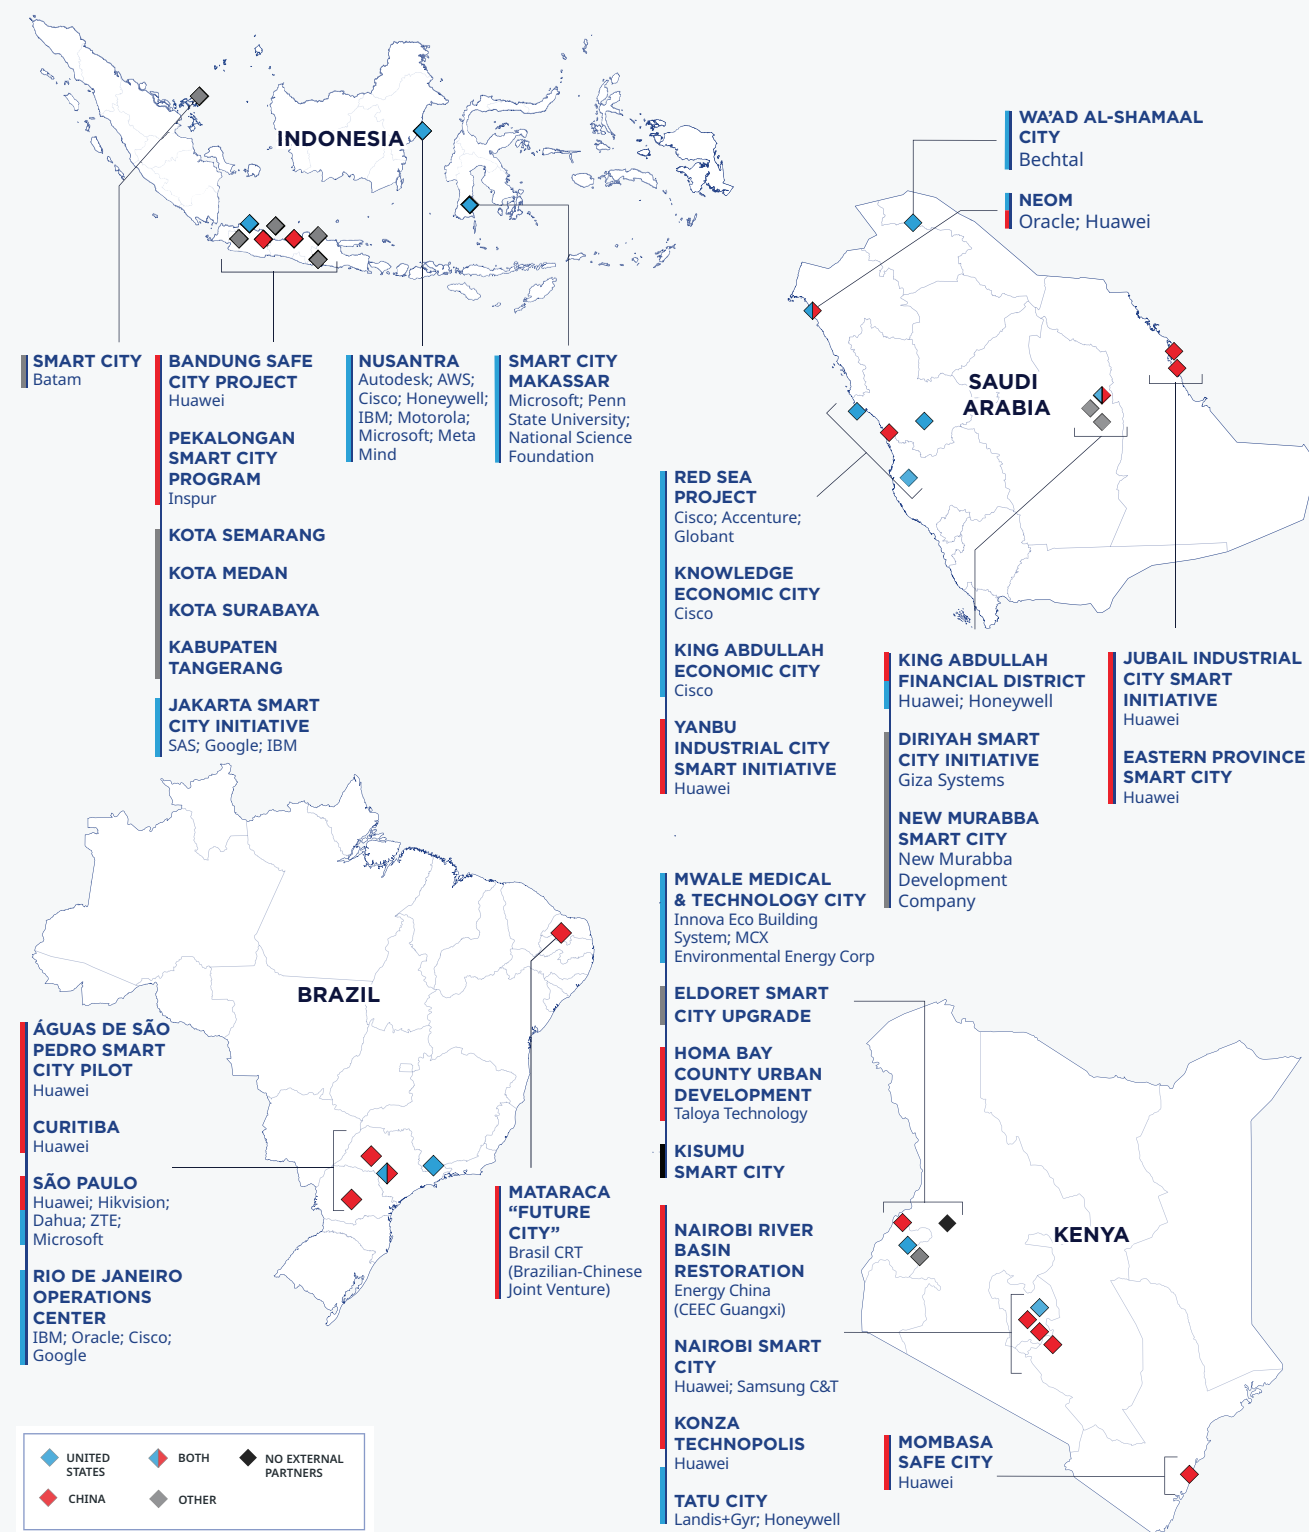 INDONESIA
SMART CITY
Batam
BANDUNG SAFE
CITY PROJECT
Huawei
PEKALONGAN
SMART CITY
PROGRAM
Inspur
KOTA SEMARANG
KOTA MEDAN
KOTA SURABAYA
KABUPATEN
TANGERANG
JAKARTA SMART
CITY INITIATIVE
SAS; Google; IBM
NUSANTRA
Autodesk; AWS;
Cisco; Honeywell;
IBM; Motorola;
Microsoft; Meta
Mind
SMART CITY
MAKASSAR
Microsoft; Penn
State University;
National Science
Foundation
WA'AD AL-SHAMAAL
CITY
Bechtal
NEOM
Oracle; Huawei
SAUDI
ARABIA
RED SEA
PROJECT
Cisco; Accenture;
Globant
KNOWLEDGE
ECONOMIC CITY
Cisco
KING ABDULLAH
ECONOMIC CITY
Cisco
YANBU
INDUSTRIAL CITY
SMART INITIATIVE
Huawei
KING ABDULLAH
FINANCIAL DISTRICT
Huawei; Honeywell
DIRIYAH SMART
CITY INITIATIVE
Giza Systems
NEW MURABBA
SMART CITY
New Murabba
Development
Company
JUBAIL INDUSTRIAL
CITY SMART
INITIATIVE
Huawei
EASTERN PROVINCE
SMART CITY
Huawei
BRAZIL
ÁGUAS DE SÃO
PEDRO SMART
CITY PILOT
Huawei
CURITIBA
Huawei
SÃO PAULO
Huawei; Hikvision;
Dahua; ZTE;
Microsoft
RIO DE JANEIRO
OPERATIONS
CENTER
IBM; Oracle; Cisco;
Google
MATARACA
“FUTURE
CITY”
Brasil CRT
(Brazilian-Chinese
Joint Venture)
MWALE MEDICAL
& TECHNOLOGY CITY
Innova Eco Building
System; MCX
Environmental Energy Corp
ELDORET SMART
CITY UPGRADE
HOMA BAY
COUNTY URBAN
DEVELOPMENT
Taloya Technology
KISUMU
SMART CITY
NAIROBI RIVER
BASIN
RESTORATION
Energy China
(CEEC Guangxi)
NAIROBI SMART
CITY
Huawei; Samsung C&T
KONZA
TECHNOPOLIS
Huawei
TATU CITY
Landis+Gyr; Honeywell
KENYA
MOMBASA
SAFE CITY
Huawei
UNITED
STATES
BOTH
NO EXTERNAL
PARTNERS
CHINA
OTHER